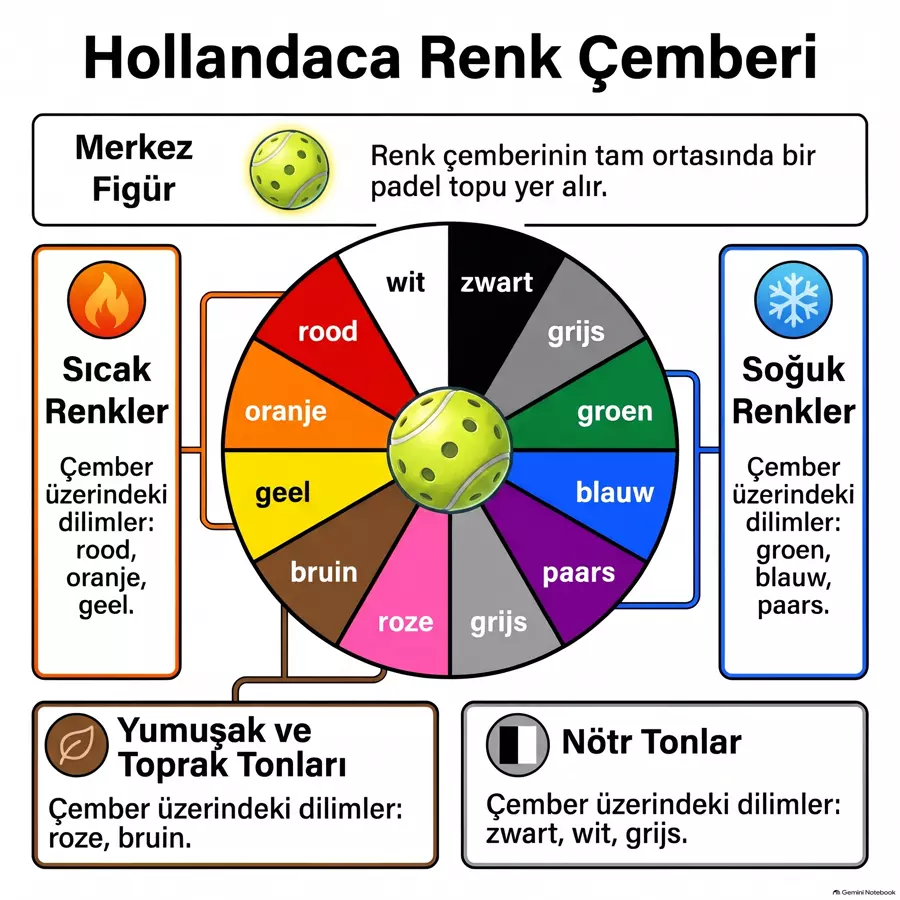 Hollandaca Renk Çemberi
Merkez
Figür
Renk çemberinin tam ortasında bir
padel topu yer alır.
Sıcak
Renkler
Çember
üzerindeki
dilimler:
rood,
oranje,
geel.
wit
zwart
rood
grijs
oranje
groen
geel
blauw
bruin
paars
roze
grijs
Soğuk
Renkler
Çember
üzerindeki
dilimler:
groen,
blauw,
paars.
Yumuşak ve
Toprak Tonları
Çember üzerindeki dilimler:
roze, bruin.
Nötr Tonlar
Çember üzerindeki dilimler:
zwart, wit, grijs.
Gemini Notebook